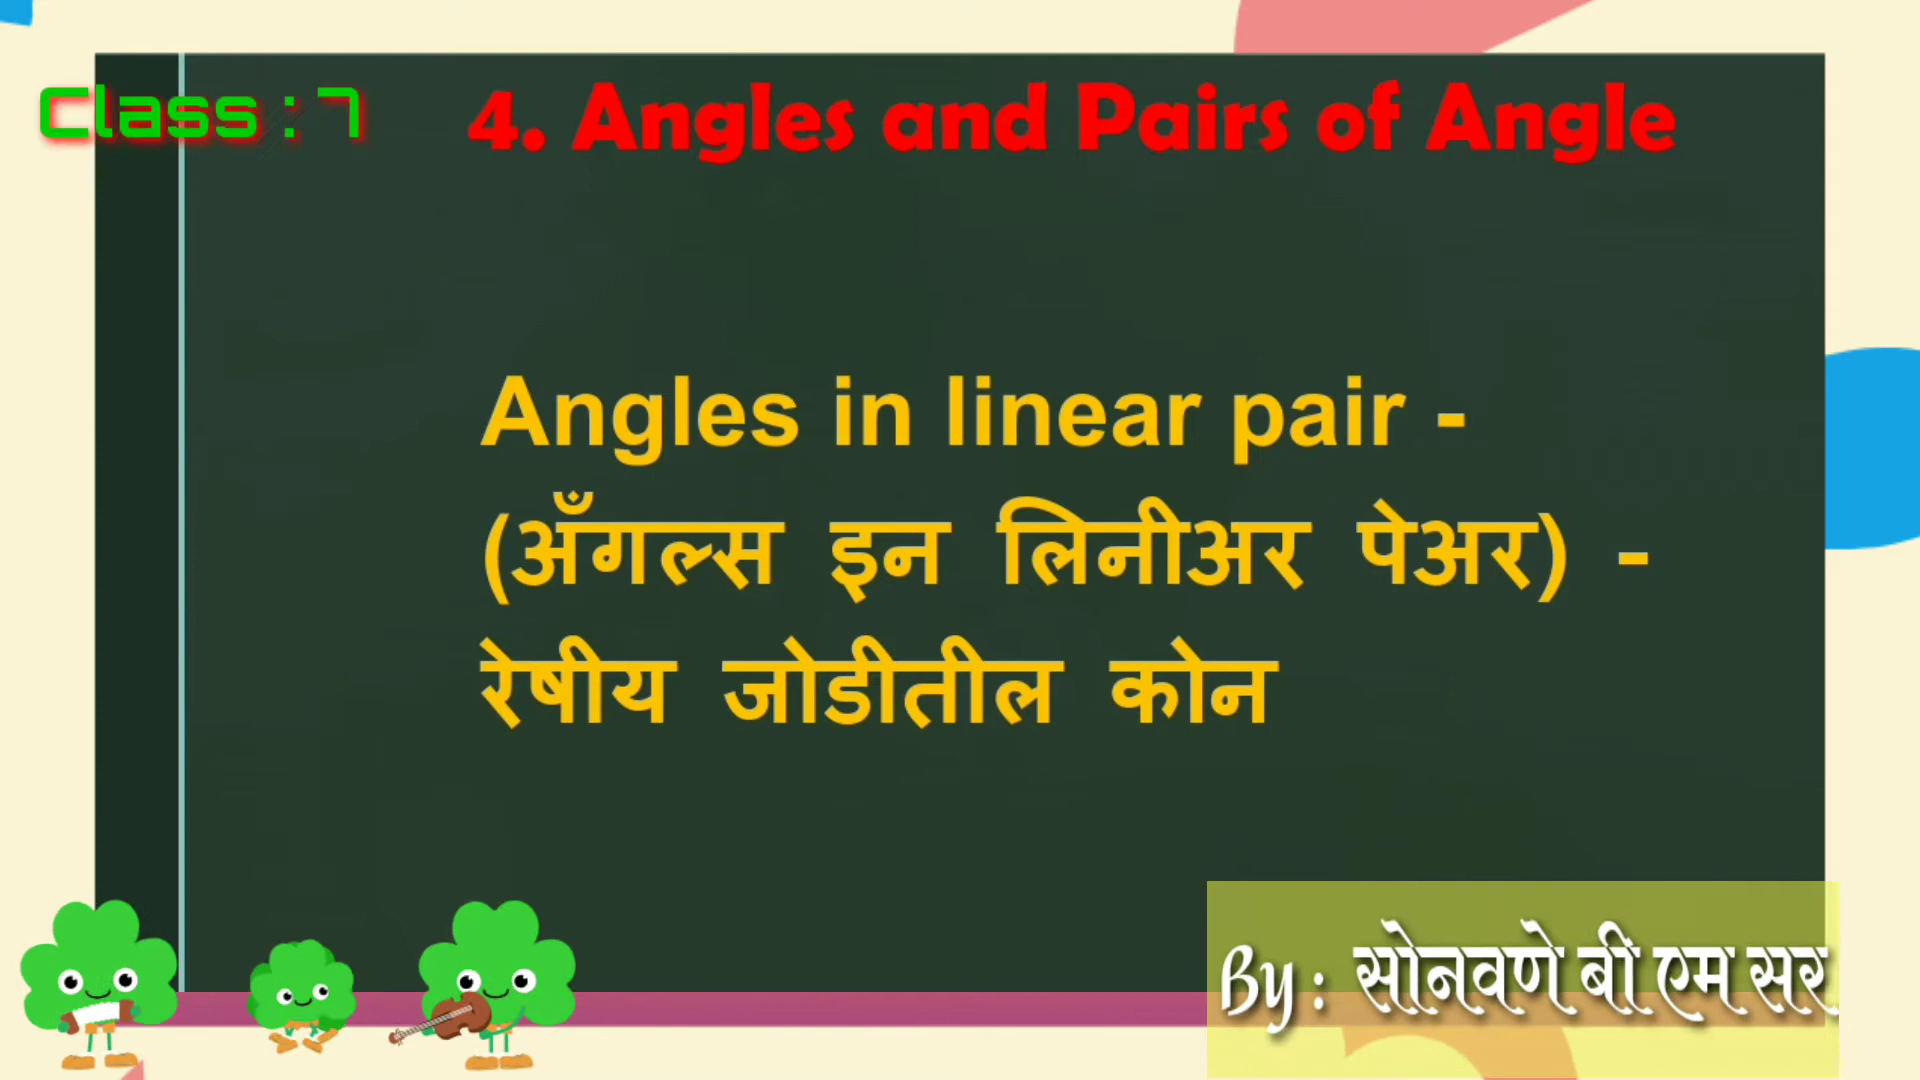 Class : 7
4. Angles and Pairs of Angle
Angles in linear pair -
(अँगल्स इन लिनीअर पेअर) -
रेषीय जोडीतील कोन
By : सोनवणे बी एम सर